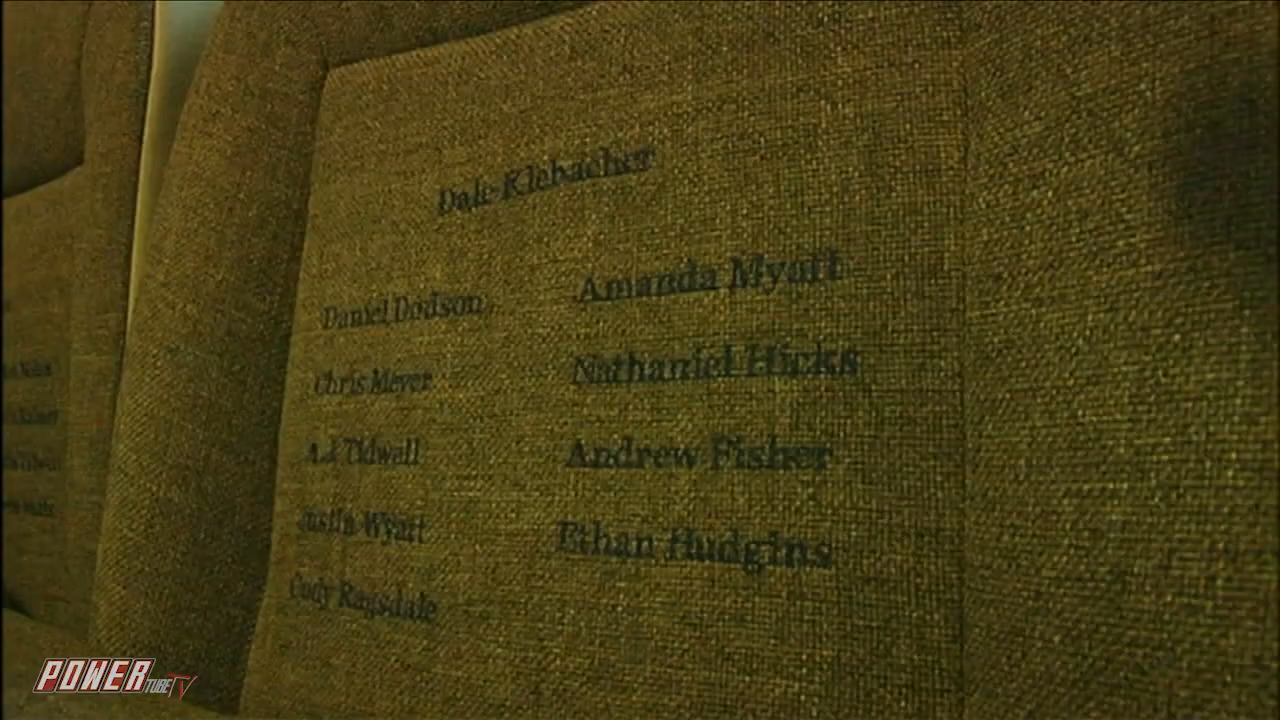 Dale Klebacher
Daniel Dodson
Chris Meyer
A.J. Tidwell
Justin Wyatt
Cody Ragsdale
Amanda Myatt
Nathaniel Hicks
Andrew Fisher
Ethan Hudgins
POWER TUBE TV